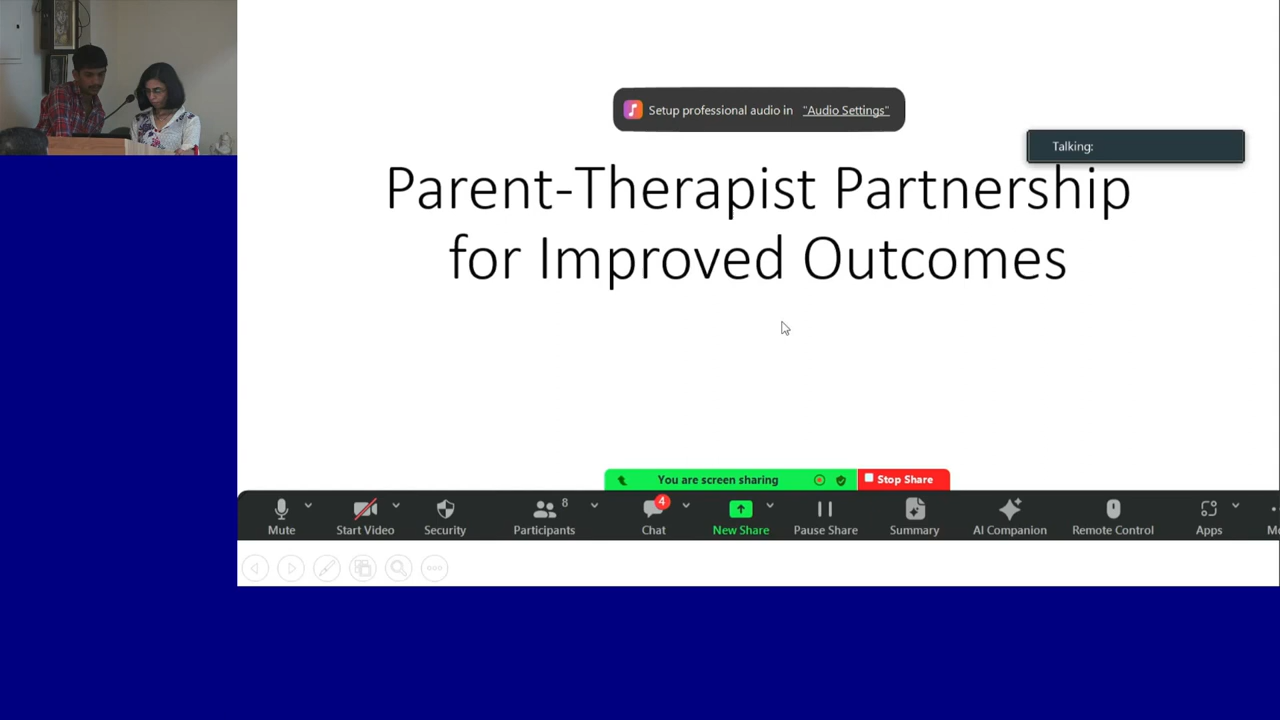 Setup professional audio in "Audio Settings"
Talking:
Parent-Therapist Partnership
for Improved Outcomes
You are screen sharing
Stop Share
Mute
Start Video
Security
Participants
8
Chat
4
New Share
Pause Share
Summary
AI Companion
Remote Control
Apps